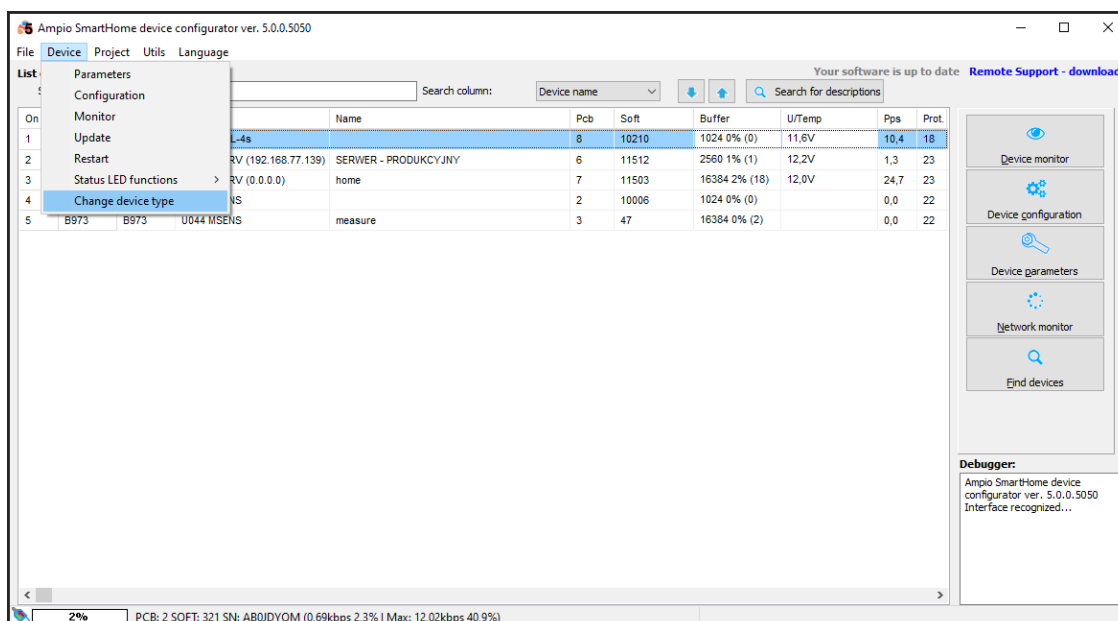 Ampio SmartHome device configurator ver. 5.0.0.5050
File Device Project Utils Language
List
Your software is up to date Remote Support - download
Search column: Device name Search for descriptions
Parameters
Configuration
Monitor
Update
Restart
Status LED functions >
Change device type
On Name Pcb Soft Buffer U/Temp Pps Prot.
1 L-4s 8 10210 1024 0% (0) 11,6V 10,4 18
2 RV (192.168.77.139) SERWER - PRODUKCYJNY 6 11512 2560 1% (1) 12,2V 1,3 23
3 RV (0.0.0.0) home 7 11503 16384 2% (18) 12,0V 24,7 23
4 NS 2 10006 1024 0% (0) 0,0 22
5 B973 B973 U044 MSENS measure 3 47 16384 0% (2) 0,0 22
Device monitor
Device configuration
Device parameters
Network monitor
Find devices
Debugger:
Ampio SmartHome device
configurator ver. 5.0.0.5050
Interface recognized...
2% PCB: 2 SOFT: 321 SN: AB0JDYOM (0.69kbps 2.3% | Max: 12.02kbps 40.9%)